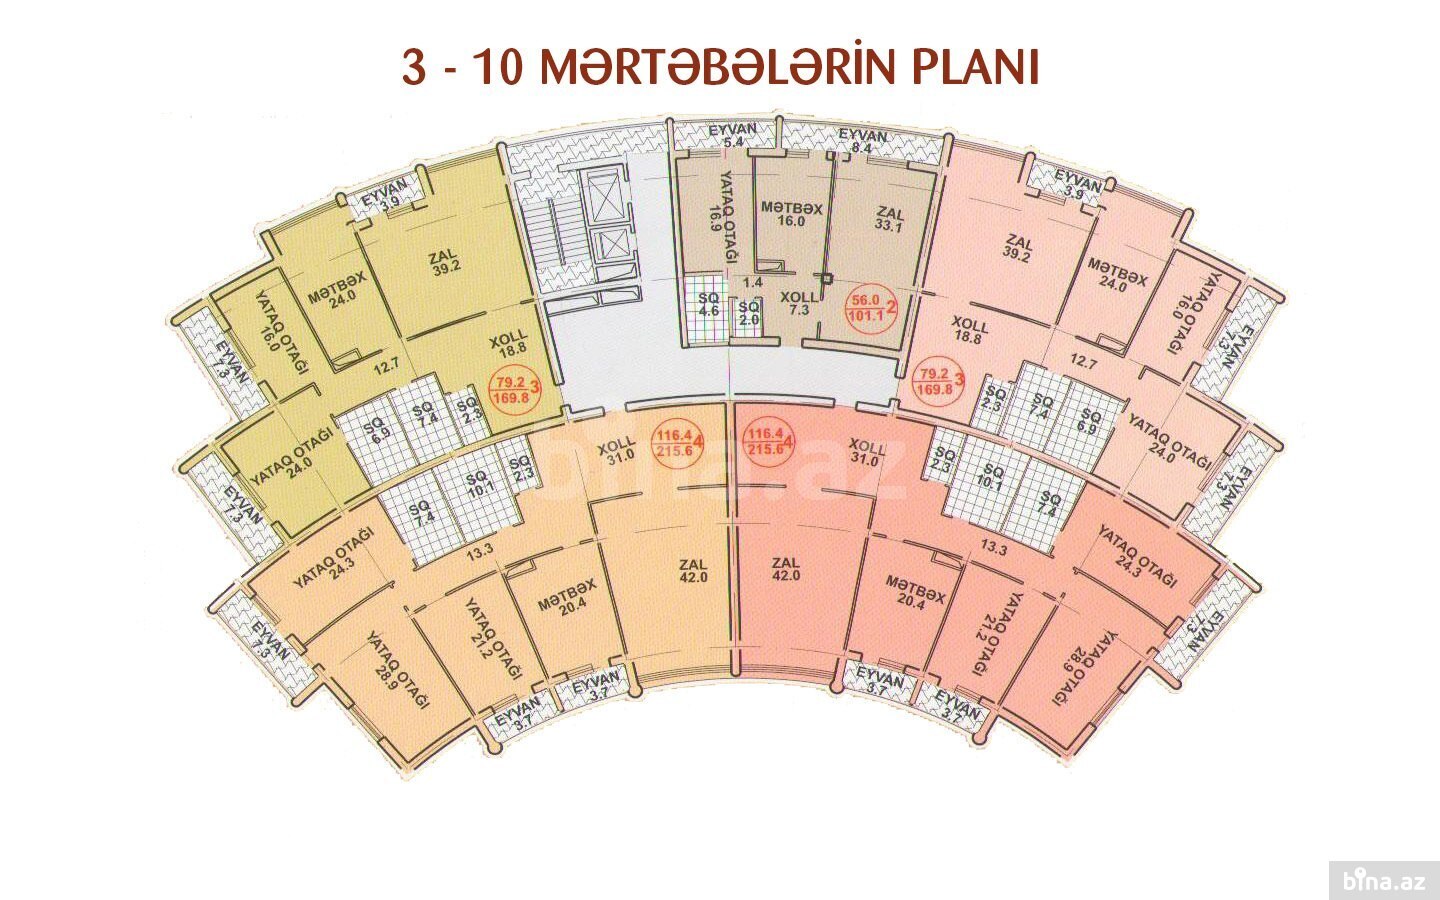 3 - 10 MƏRTƏBƏLƏRİN PLANI
EYVAN
5.4
EYVAN
8.4
EYVAN
3.9
ZAL
39.2
MƏTBƏX
24.0
YATAQ OTAĞI
16.0
EYVAN
7.3
12.7
XOLL
18.8
79.2 3
169.8
SQ
6.9
SQ
7.4
SQ
2.3
YATAQ OTAĞI
24.0
EYVAN
7.3
YATAQ OTAĞI
16.9
MƏTBƏX
16.0
ZAL
33.1
SQ
4.6
1.4
SQ
2.0
XOLL
7.3
56.0 2
101.1
EYVAN
3.9
ZAL
39.2
MƏTBƏX
24.0
YATAQ OTAĞI
16.0
EYVAN
7.3
XOLL
18.8
12.7
79.2 3
169.8
SQ
2.3
SQ
7.4
SQ
6.9
YATAQ OTAĞI
24.0
EYVAN
7.3
XOLL
31.0
116.4 4
215.6
SQ
7.4
SQ
10.1
SQ
2.3
13.3
YATAQ OTAĞI
24.3
EYVAN
7.3
YATAQ OTAĞI
28.9
YATAQ OTAĞI
21.2
MƏTBƏX
20.4
ZAL
42.0
EYVAN
3.7
EYVAN
3.7
116.4 4
215.6
XOLL
31.0
SQ
2.3
SQ
10.1
SQ
7.4
13.3
ZAL
42.0
MƏTBƏX
20.4
YATAQ OTAĞI
21.2
YATAQ OTAĞI
28.9
YATAQ OTAĞI
24.3
EYVAN
7.3
EYVAN
3.7
EYVAN
3.7
bina.az
bina.az